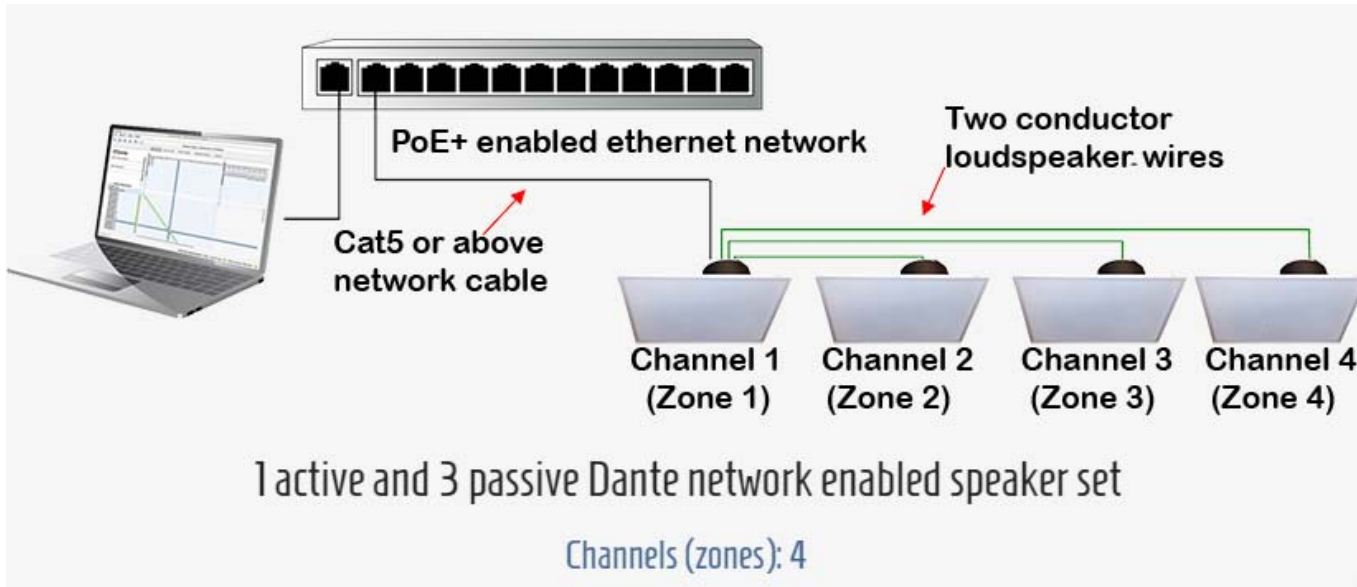 PoE+ enabled ethernet network
Two conductor
loudspeaker wires
Cat5 or above
network cable
Channel 1
(Zone 1)
Channel 2
(Zone 2)
Channel 3
(Zone 3)
Channel 4
(Zone 4)
1 active and 3 passive Dante network enabled speaker set
Channels (zones): 4